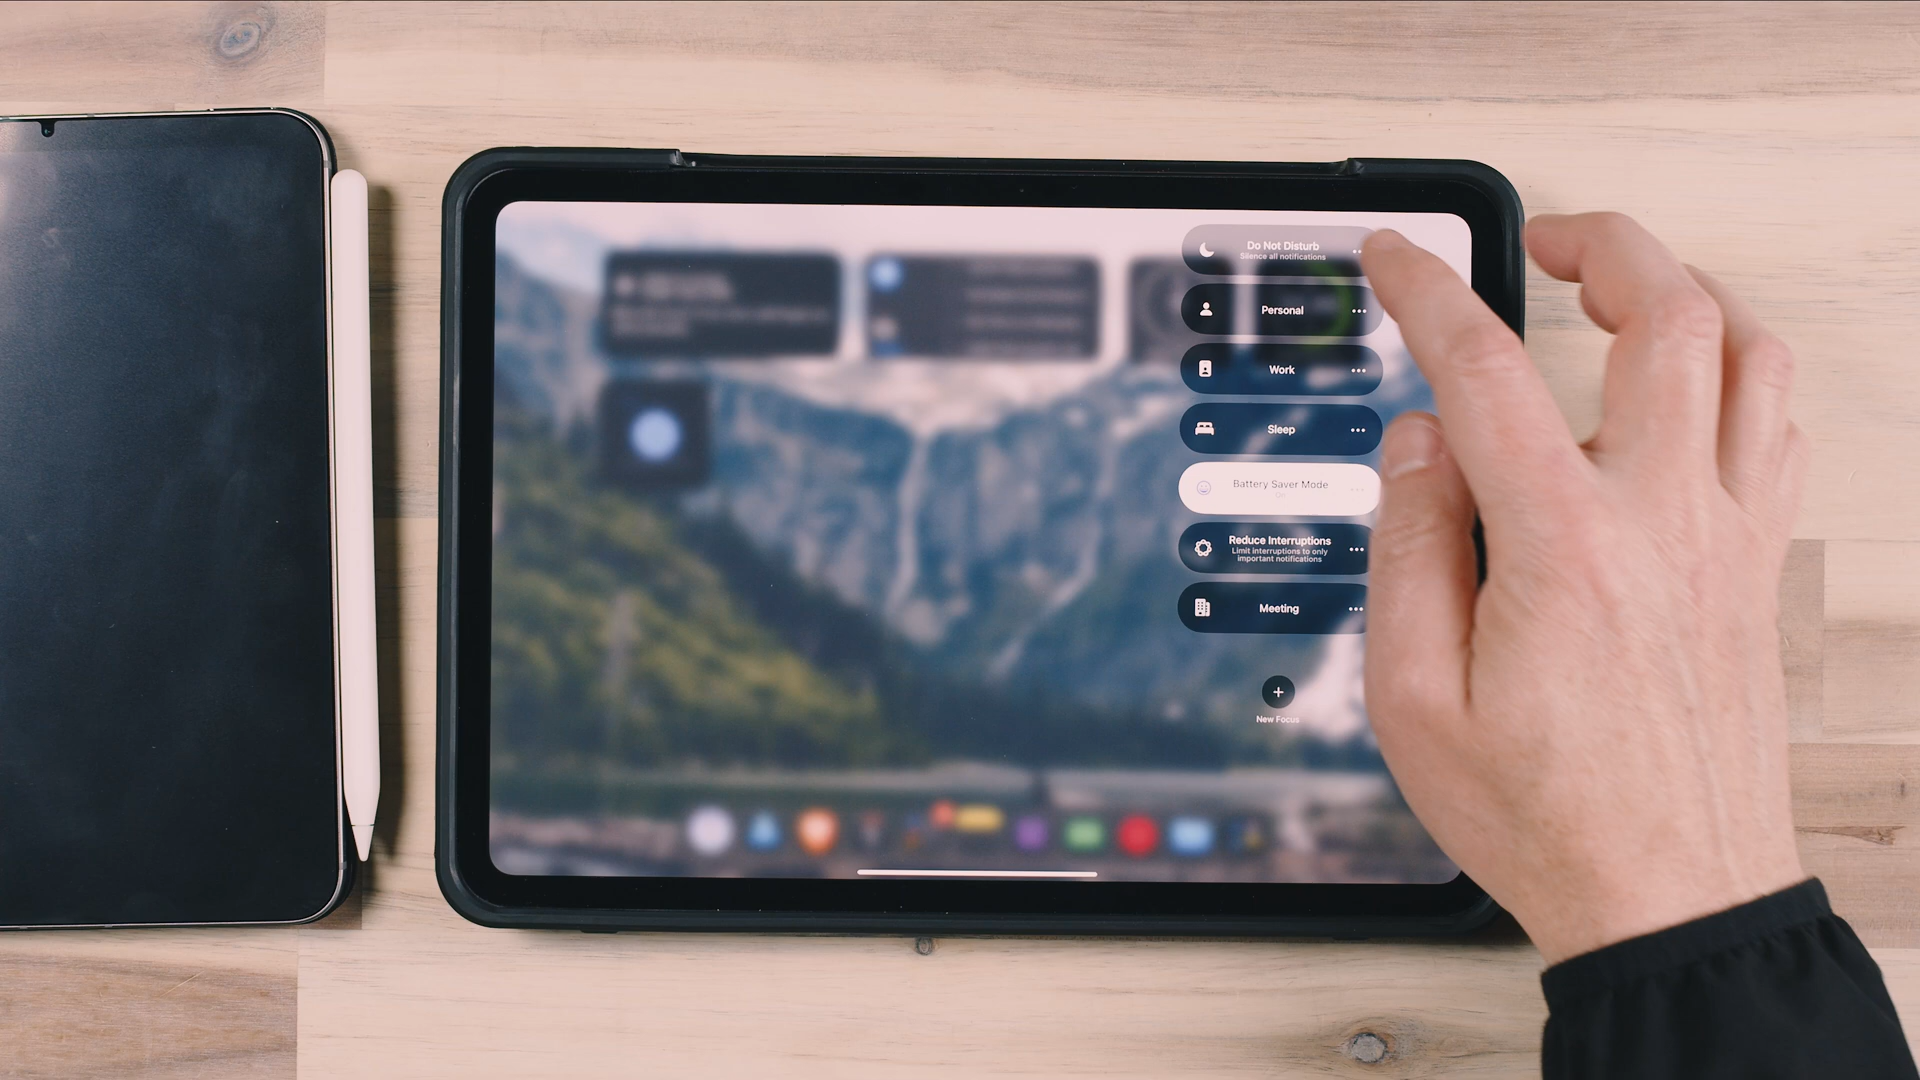 Do Not Disturb
Silence all notifications
Personal
Work
Sleep
Battery Saver Mode
On
Reduce Interruptions
Limit interruptions to only
important notifications
Meeting
New Focus